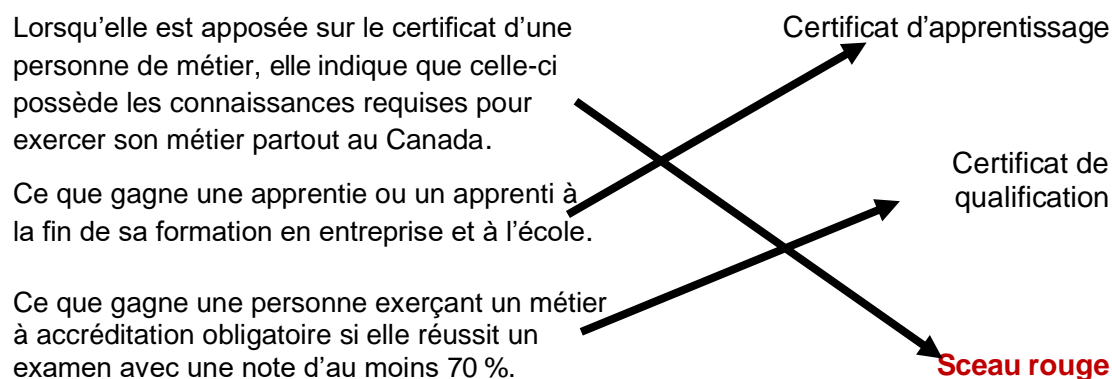 Lorsqu’elle est apposée sur le certificat d’une
personne de métier, elle indique que celle-ci
possède les connaissances requises pour
exercer son métier partout au Canada.
Ce que gagne une apprentie ou un apprenti à
la fin de sa formation en entreprise et à l’école.
Ce que gagne une personne exerçant un métier
à accréditation obligatoire si elle réussit un
examen avec une note d’au moins 70 %.
Certificat d’apprentissage
Certificat de
qualification
Sceau rouge